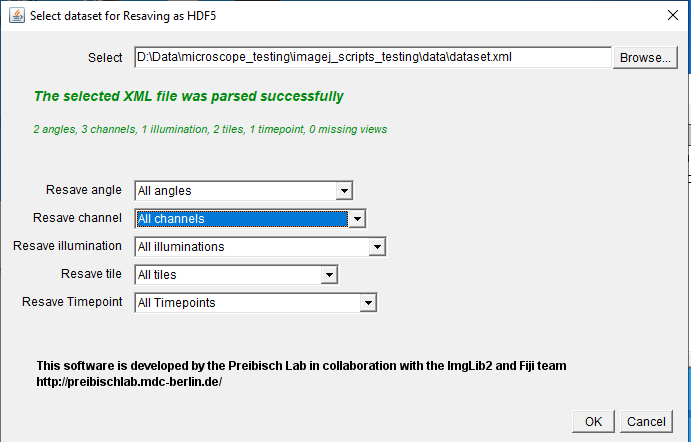 Select dataset for Resaving as HDF5
Select D:\Data\microscope_testing\imagej_scripts_testing\data\dataset.xml Browse...
The selected XML file was parsed successfully
2 angles, 3 channels, 1 illumination, 2 tiles, 1 timepoint, 0 missing views
Resave angle All angles
Resave channel All channels
Resave illumination All illuminations
Resave tile All tiles
Resave Timepoint All Timepoints
This software is developed by the Preibisch Lab in collaboration with the ImgLib2 and Fiji team
http://preibischlab.mdc-berlin.de/
OK Cancel